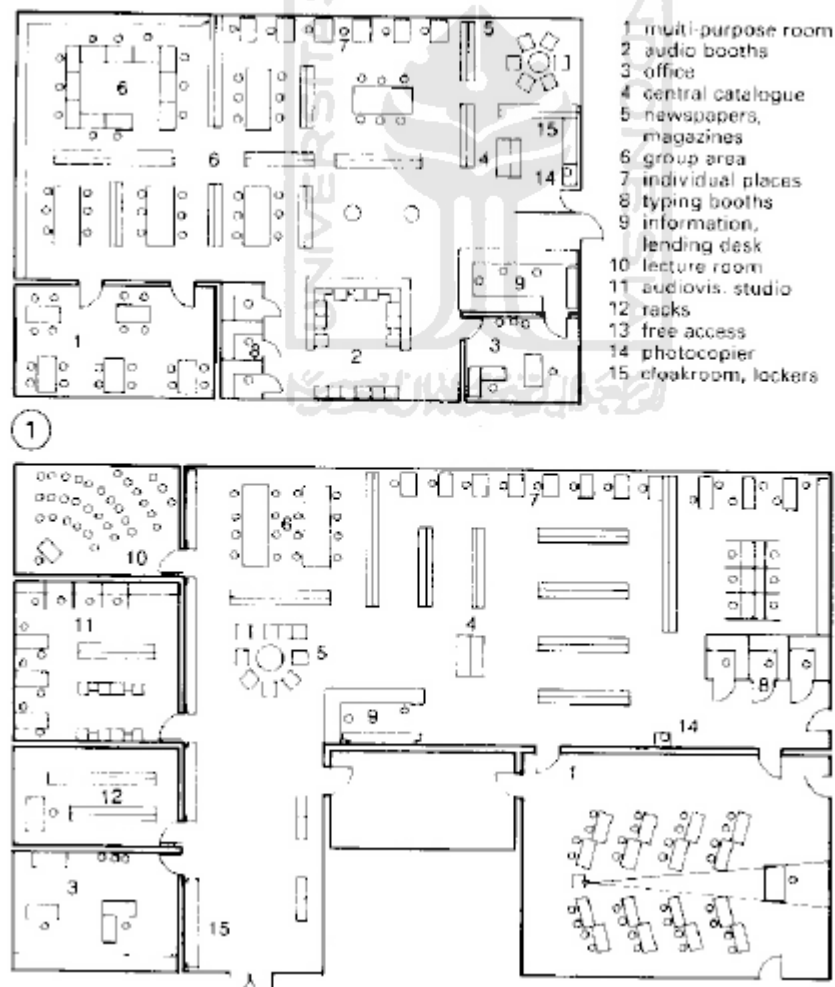 1 multi-purpose room
2 audio booths
3 office
4 central catalogue
5 newspapers,
magazines
6 group area
7 individual places
8 typing booths
9 information,
lending desk
10 lecture room
11 audiovis. studio
12 racks
13 free access
14 photocopier
15 cloakroom, lockers
5
7
6
15
6
4
14
9
1
8
2
3
1
7
6
10
11
4
5
8
9
14
12
1
3
15